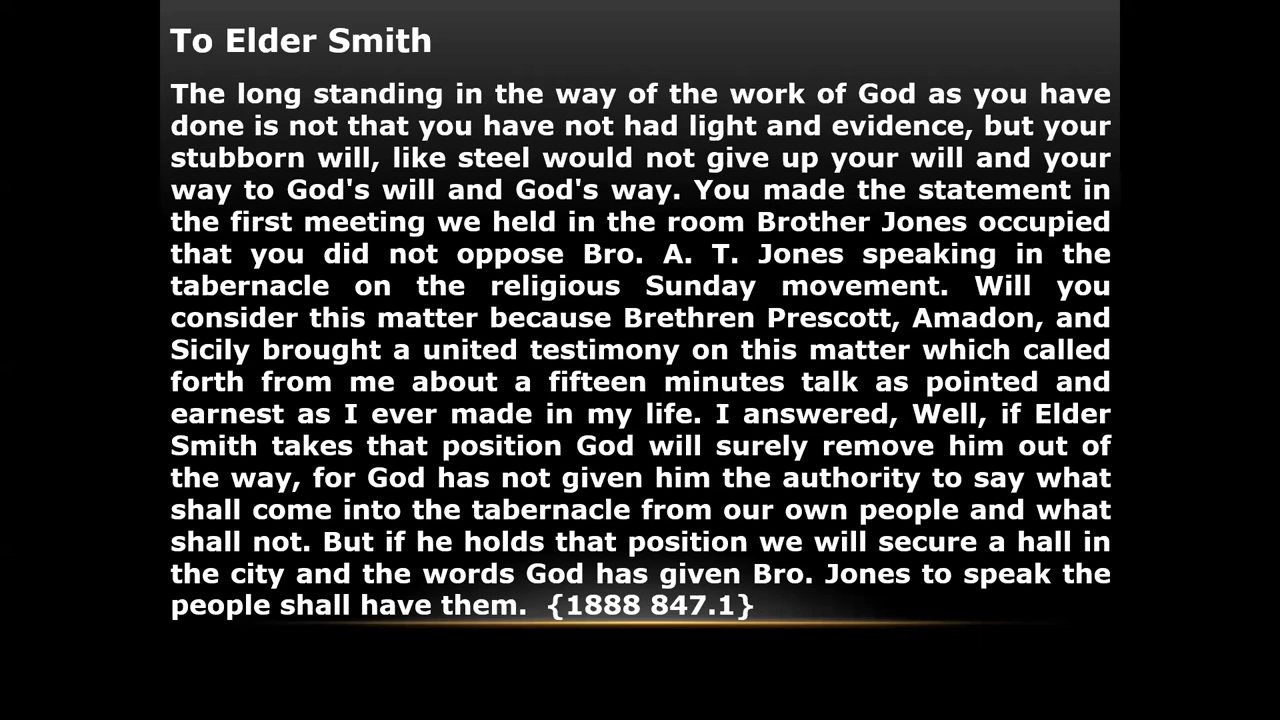 To Elder Smith
The long standing in the way of the work of God as you have
done is not that you have not had light and evidence, but your
stubborn will, like steel would not give up your will and your
way to God's will and God's way. You made the statement in
the first meeting we held in the room Brother Jones occupied
that you did not oppose Bro. A. T. Jones speaking in the
tabernacle on the religious Sunday movement. Will you
consider this matter because Brethren Prescott, Amadon, and
Sicily brought a united testimony on this matter which called
forth from me about a fifteen minutes talk as pointed and
earnest as I ever made in my life. I answered, Well, if Elder
Smith takes that position God will surely remove him out of
the way, for God has not given him the authority to say what
shall come into the tabernacle from our own people and what
shall not. But if he holds that position we will secure a hall in
the city and the words God has given Bro. Jones to speak the
people shall have them. {1888 847.1}